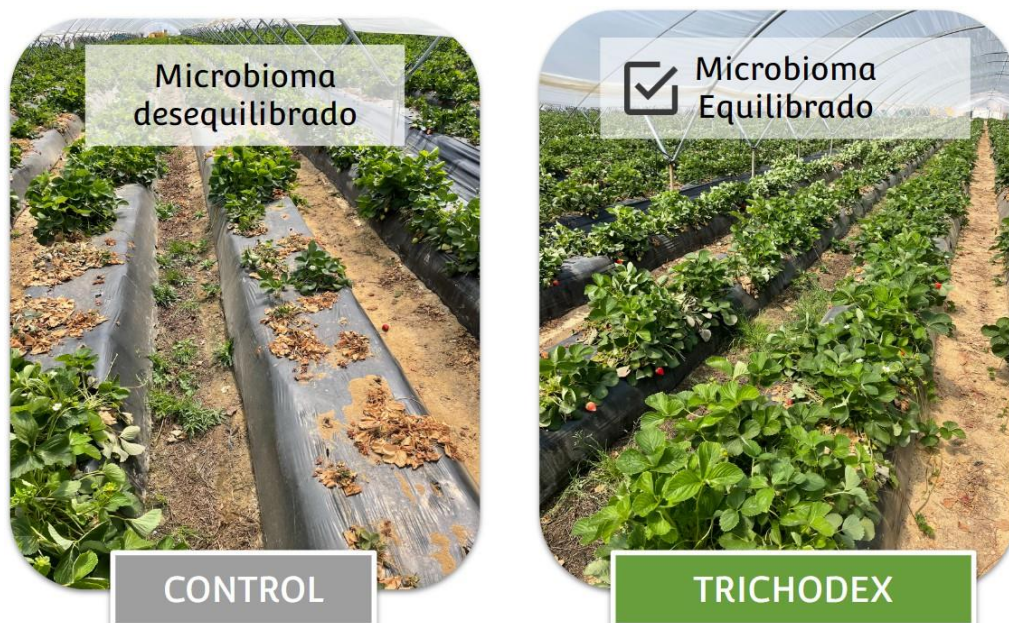 Microbioma
desequilibrado
Microbioma
Equilibrado
CONTROL
TRICHODEX